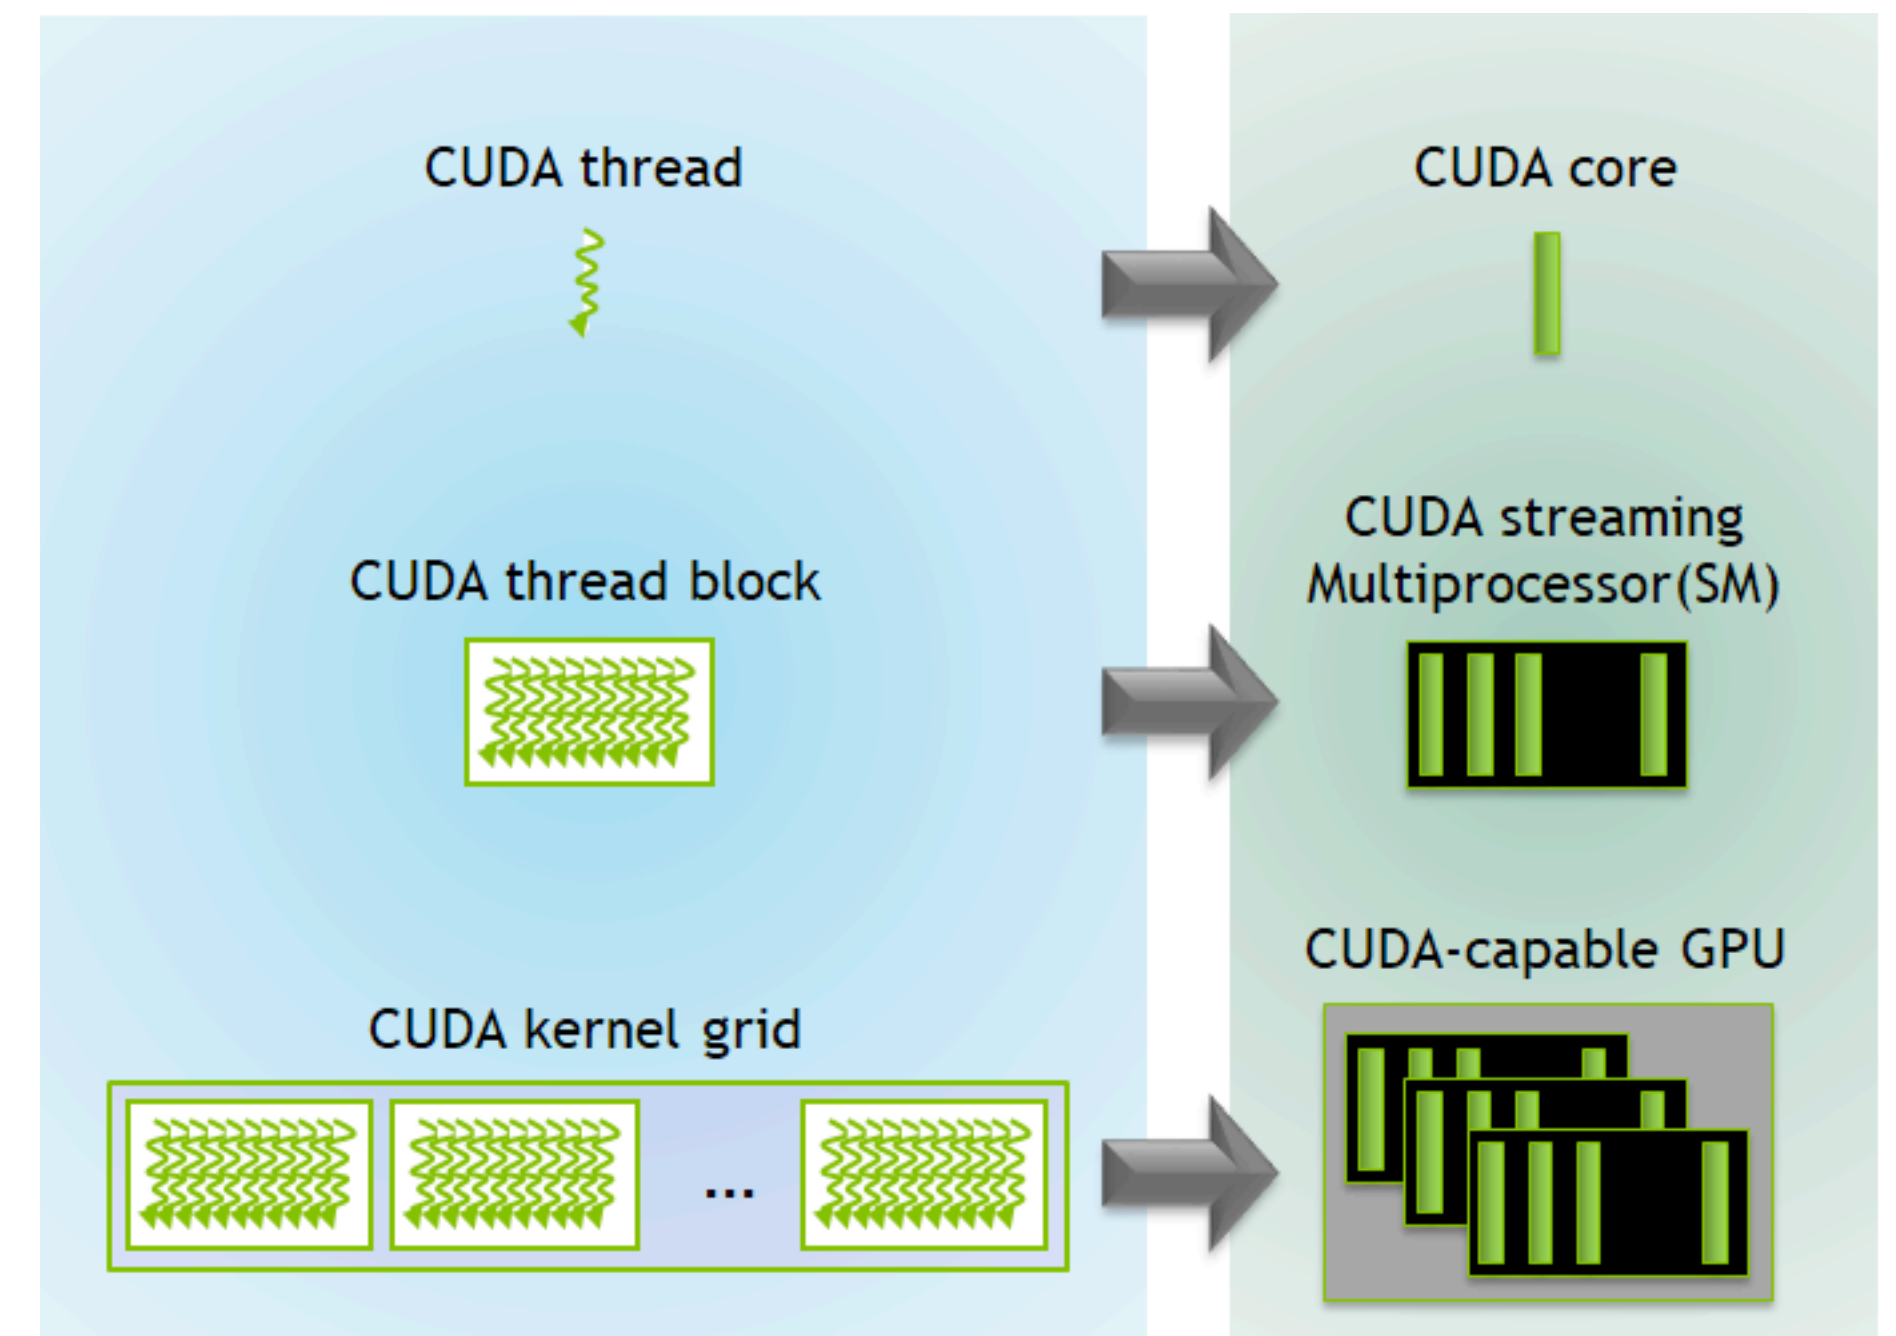 CUDA thread
CUDA core
CUDA thread block
CUDA streaming
Multiprocessor(SM)
CUDA kernel grid
...
CUDA-capable GPU